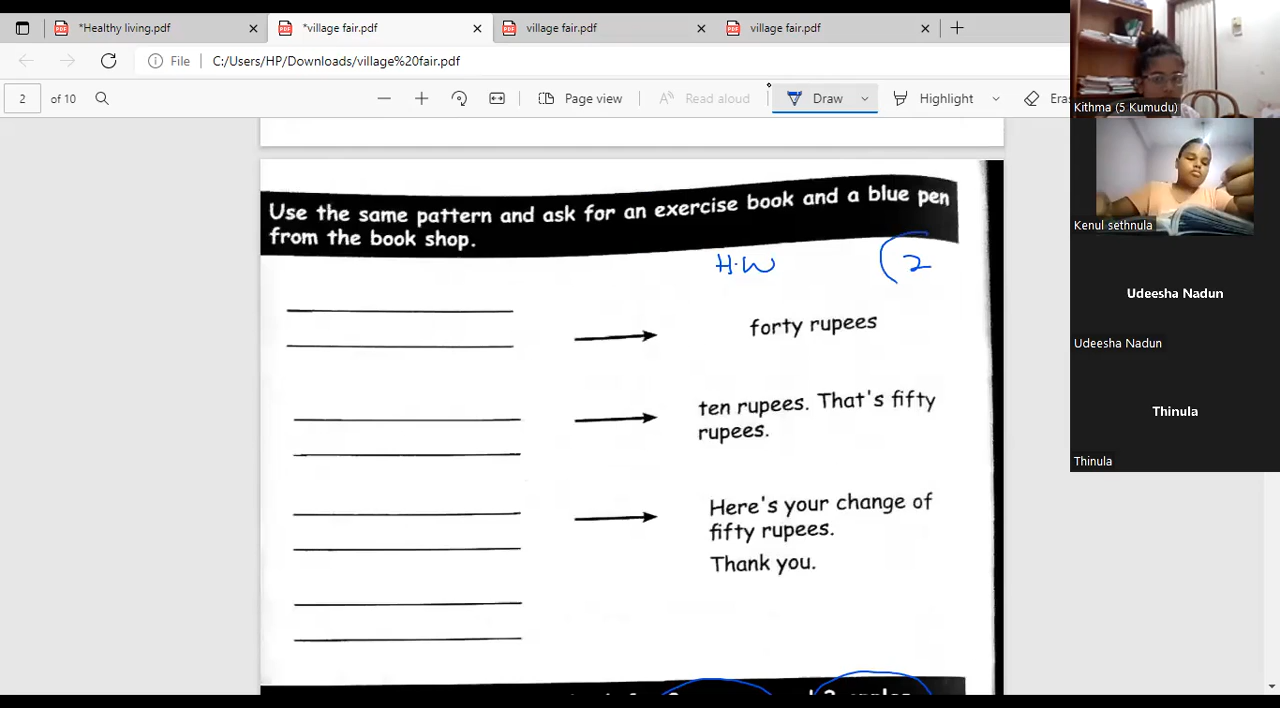 *Healthy living.pdf
*village fair.pdf
village fair.pdf
village fair.pdf
File C:/Users/HP/Downloads/village%20fair.pdf
2 of 10
Page view
Read aloud
Draw
Highlight
Use the same pattern and ask for an exercise book and a blue pen
from the book shop.
H.W
2
forty rupees
ten rupees. That's fifty
rupees.
Here's your change of
fifty rupees.
Thank you.
Kithma (5 Kumudu)
Kenul sethnula
Udeesha Nadun
Udeesha Nadun
Thinula
Thinula